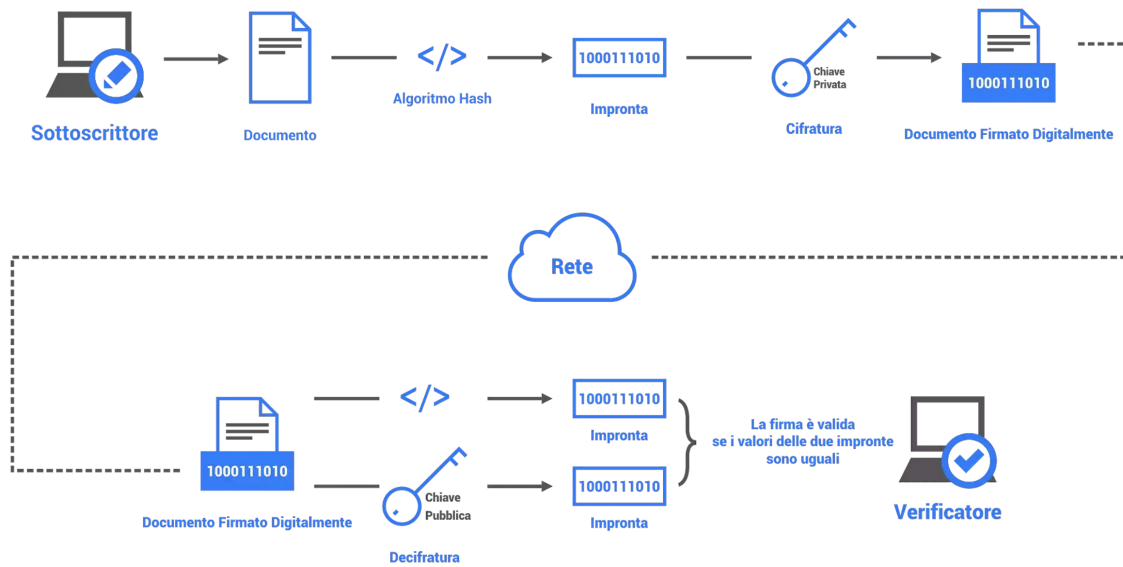 Sottoscrittore
Documento
</>
Algoritmo Hash
1000111010
Impronta
Chiave
Privata
Cifratura
1000111010
Documento Firmato Digitalmente
Rete
1000111010
Documento Firmato Digitalmente
</>
1000111010
Impronta
Chiave
Pubblica
Decifratura
1000111010
Impronta
La firma è valida
se i valori delle due impronte
sono uguali
Verificatore